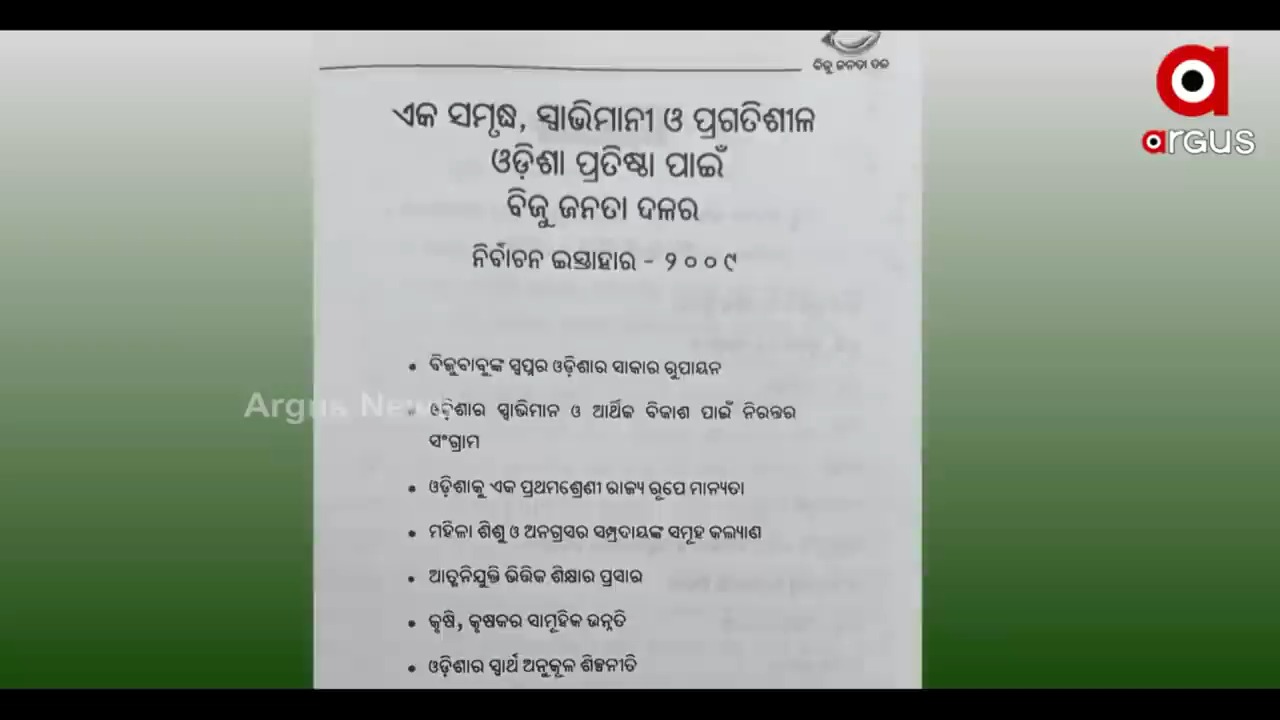 ବିଜୁ ଜନତା ଦଳ
argus
ଏକ ସମୃଦ୍ଧ, ସ୍ୱାଭିମାନୀ ଓ ପ୍ରଗତିଶୀଳ
ଓଡ଼ିଶା ପ୍ରତିଷ୍ଠା ପାଇଁ
ବିଜୁ ଜନତା ଦଳର
ନିର୍ବାଚନ ଇସ୍ତାହାର - ୨୦୦୯
• ବିଜୁବାବୁଙ୍କ ସ୍ୱପ୍ନର ଓଡ଼ିଶାର ସାକାର ରୁପାୟନ
Argus News
• ଓଡ଼ିଶାର ସ୍ୱାଭିମାନ ଓ ଆର୍ଥିକ ବିକାଶ ପାଇଁ ନିରନ୍ତର
ସଂଗ୍ରାମ
• ଓଡ଼ିଶାକୁ ଏକ ପ୍ରଥମଶ୍ରେଣୀ ରାଜ୍ୟ ରୂପେ ମାନ୍ୟତା
• ମହିଳା ଶିଶୁ ଓ ଅନଗ୍ରସର ସମ୍ପ୍ରଦାୟଙ୍କ ସମୂହ କଲ୍ୟାଣ
• ଆତ୍ମନିଯୁକ୍ତି ଭିତ୍ତିକ ଶିକ୍ଷାର ପ୍ରସାର
• କୃଷି, କୃଷକର ସାମୂହିକ ଉନ୍ନତି
• ଓଡ଼ିଶାର ସ୍ୱାର୍ଥ ଅନୁକୂଳ ଶିଳ୍ପନୀତି